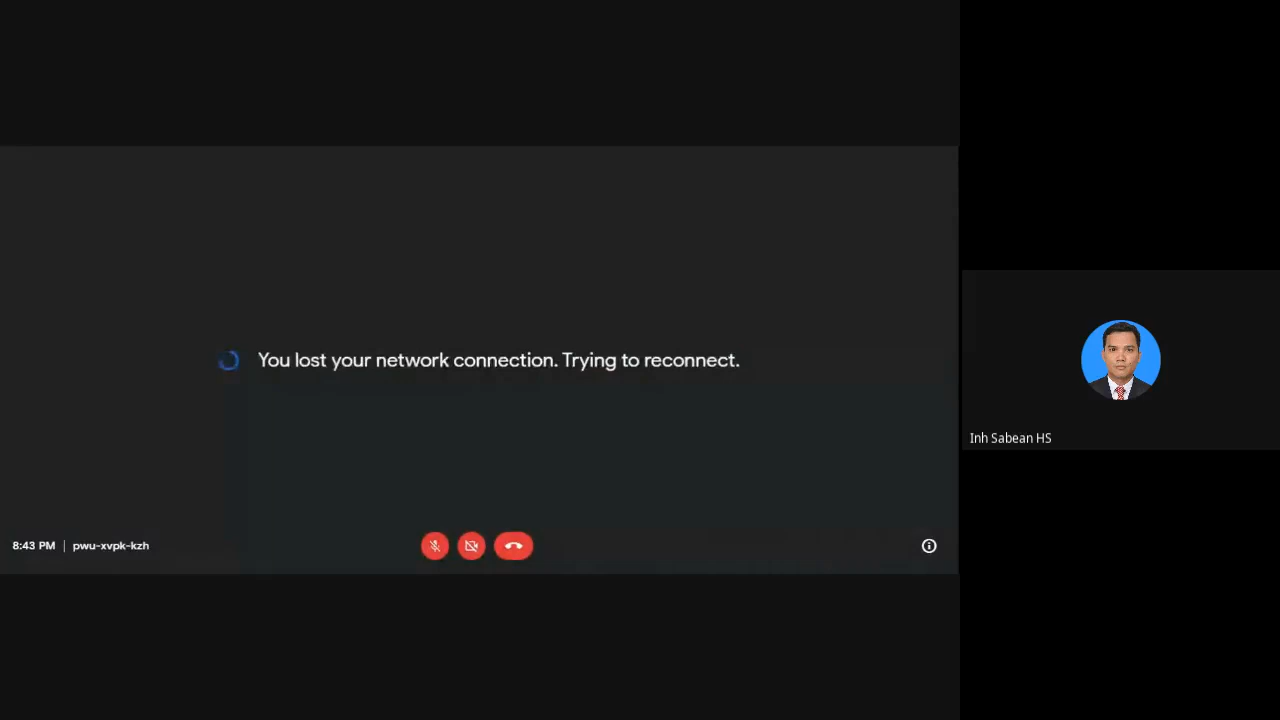 You lost your network connection. Trying to reconnect.
Inh Sabean HS
8:43 PM | pwu-xvpk-kzh